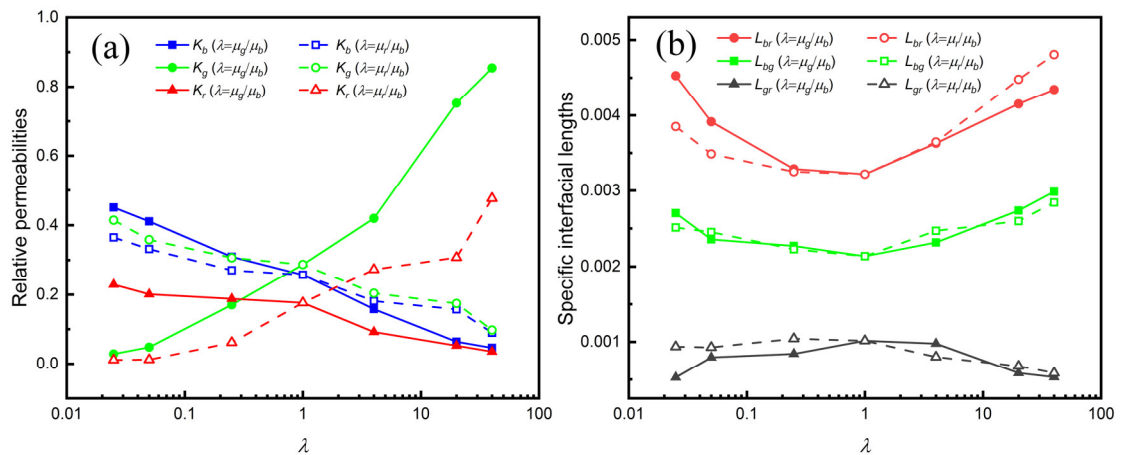 (a)
K_b (λ=μ_g/μ_b) K_b (λ=μ_r/μ_b)
K_g (λ=μ_g/μ_b) K_g (λ=μ_r/μ_b)
K_r (λ=μ_g/μ_b) K_r (λ=μ_r/μ_b)
Relative permeabilities
1.0
0.8
0.6
0.4
0.2
0.0
0.01 0.1 1 10 100
λ
(b)
L_br (λ=μ_g/μ_b) L_br (λ=μ_r/μ_b)
L_bg (λ=μ_g/μ_b) L_bg (λ=μ_r/μ_b)
L_gr (λ=μ_g/μ_b) L_gr (λ=μ_r/μ_b)
Specific interfacial lengths
0.005
0.004
0.003
0.002
0.001
0.01 0.1 1 10 100
λ